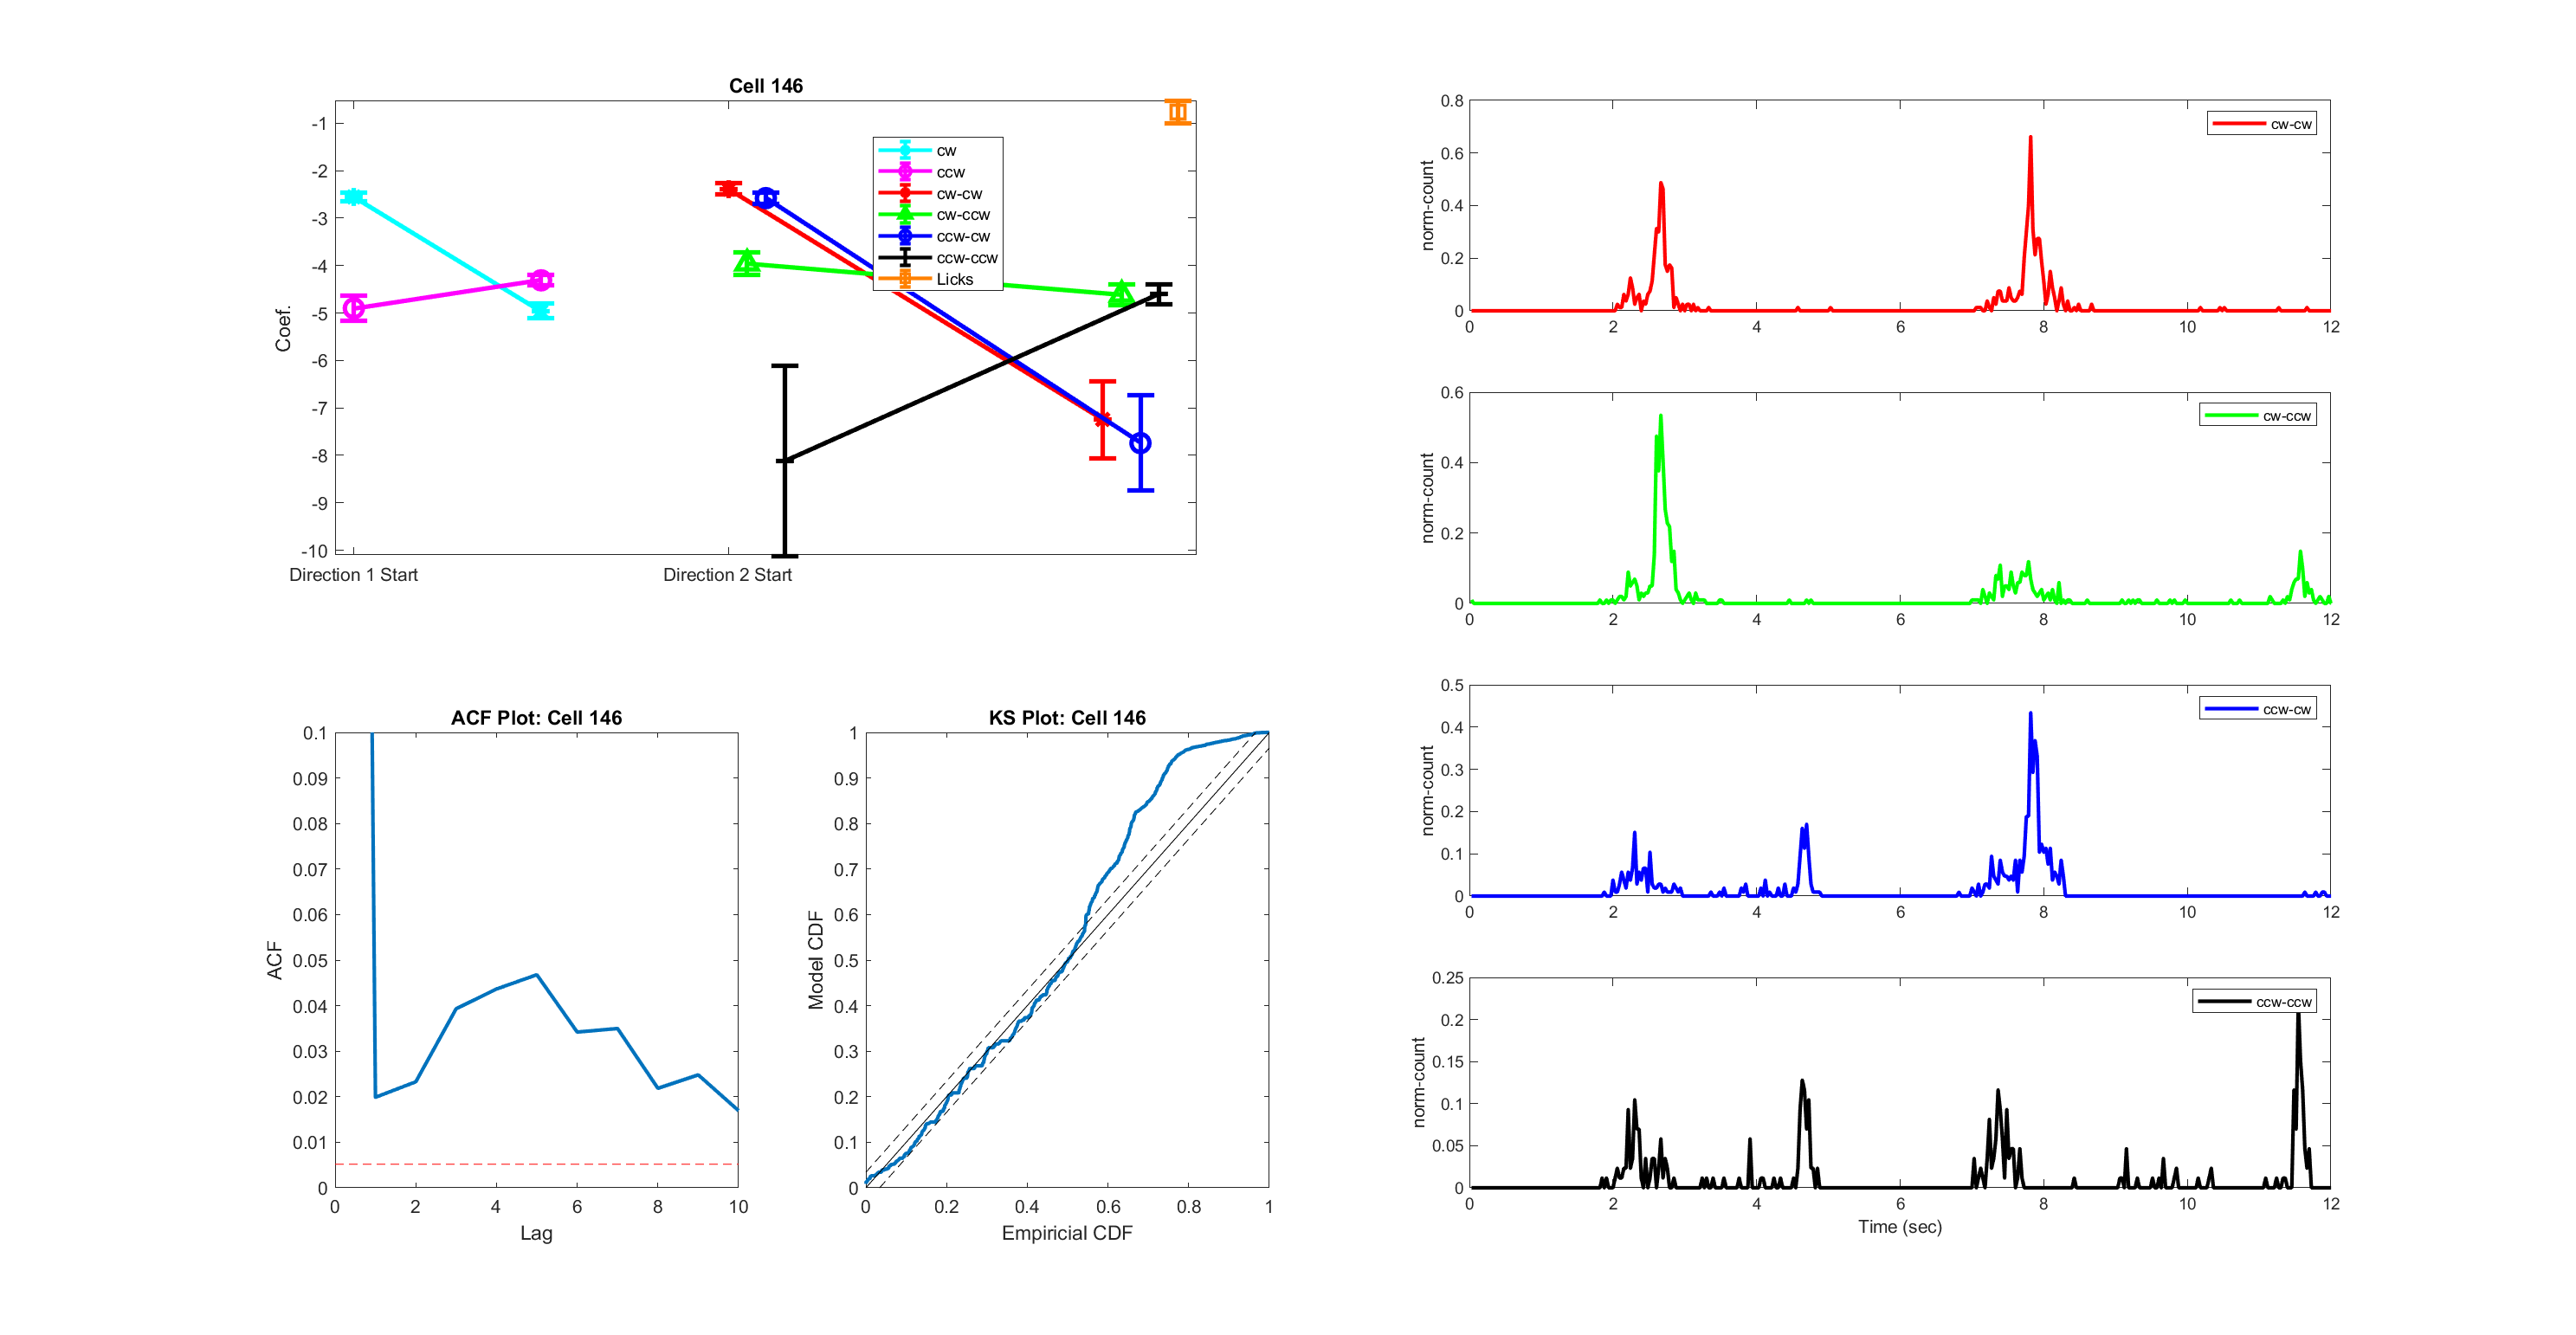 Cell 146
-1
-2
-3
-4
-5
-6
-7
-8
-9
-10
Coef.
Direction 1 Start
Direction 2 Start
cw
ccw
cw-cw
cw-ccw
ccw-cw
ccw-ccw
Licks
ACF Plot: Cell 146
0.1
0.09
0.08
0.07
0.06
0.05
0.04
0.03
0.02
0.01
0
ACF
0 2 4 6 8 10
Lag
KS Plot: Cell 146
1
0.9
0.8
0.7
0.6
0.5
0.4
0.3
0.2
0.1
0
Model CDF
0 0.2 0.4 0.6 0.8 1
Empiricial CDF
0.8
0.6
0.4
0.2
0
norm-count
cw-cw
0 2 4 6 8 10 12
0.6
0.4
0.2
0
norm-count
cw-ccw
0 2 4 6 8 10 12
0.5
0.4
0.3
0.2
0.1
0
norm-count
ccw-cw
0 2 4 6 8 10 12
0.25
0.2
0.15
0.1
0.05
0
norm-count
ccw-ccw
0 2 4 6 8 10 12
Time (sec)